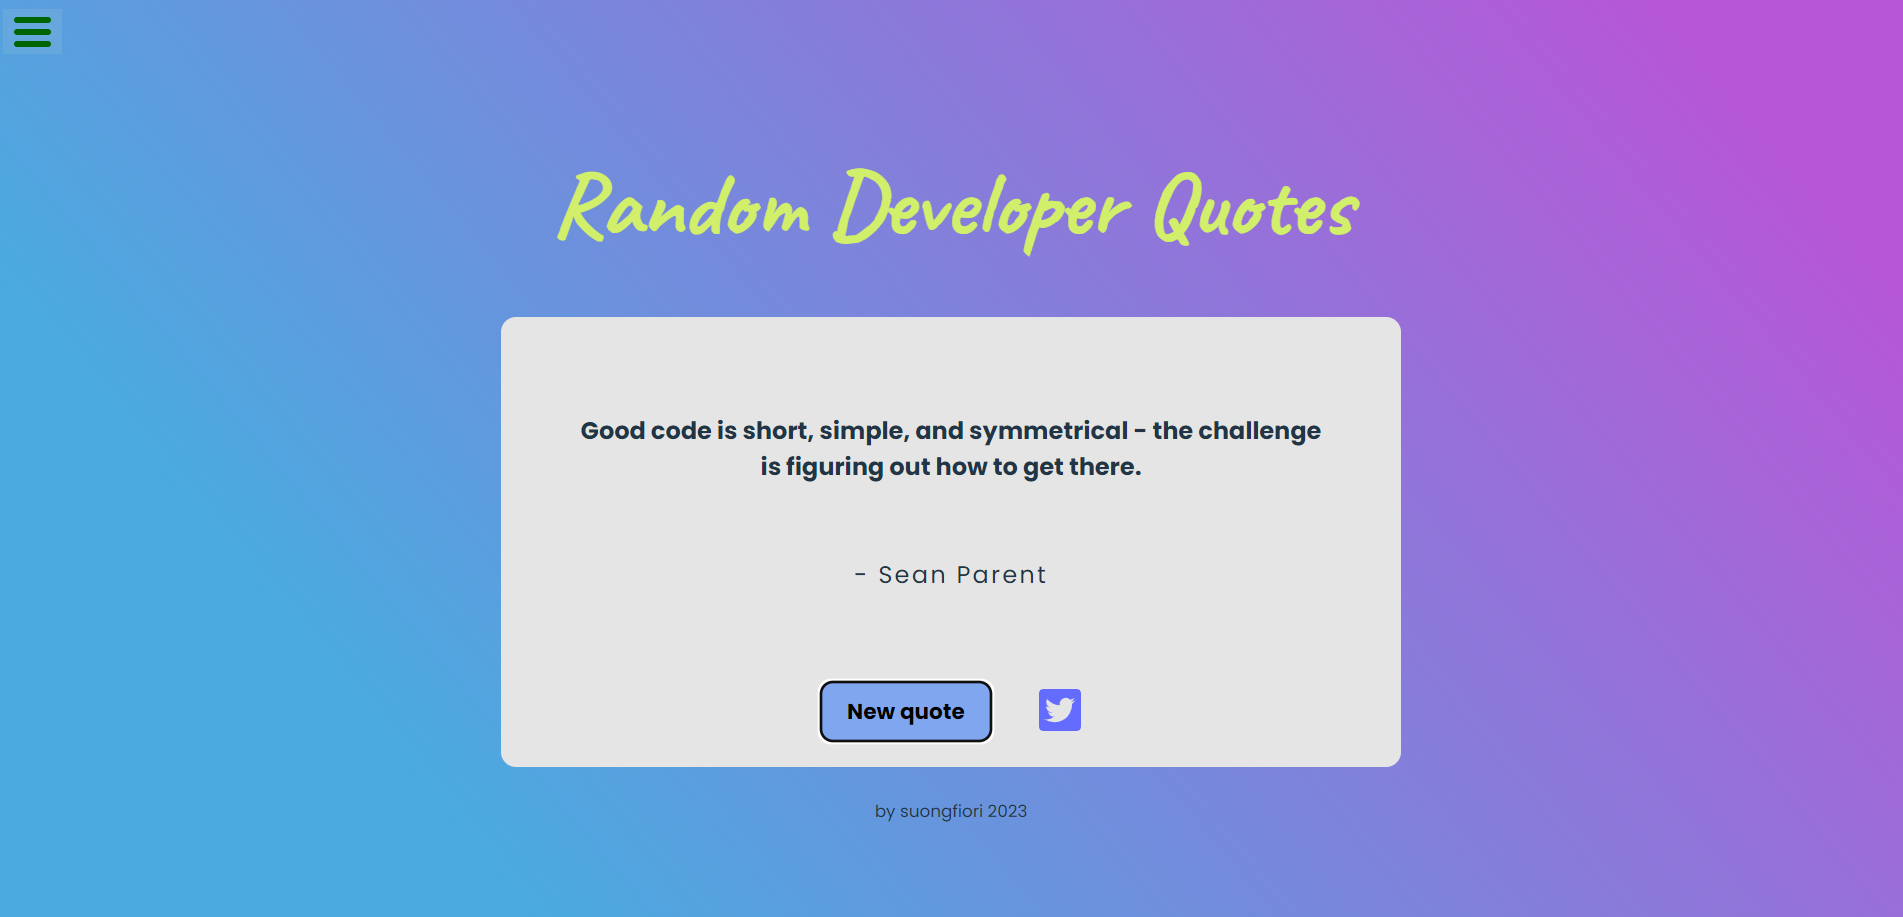 Random Developer Quotes
Good code is short, simple, and symmetrical - the challenge
is figuring out how to get there.
- Sean Parent
New quote
by suongfiori 2023